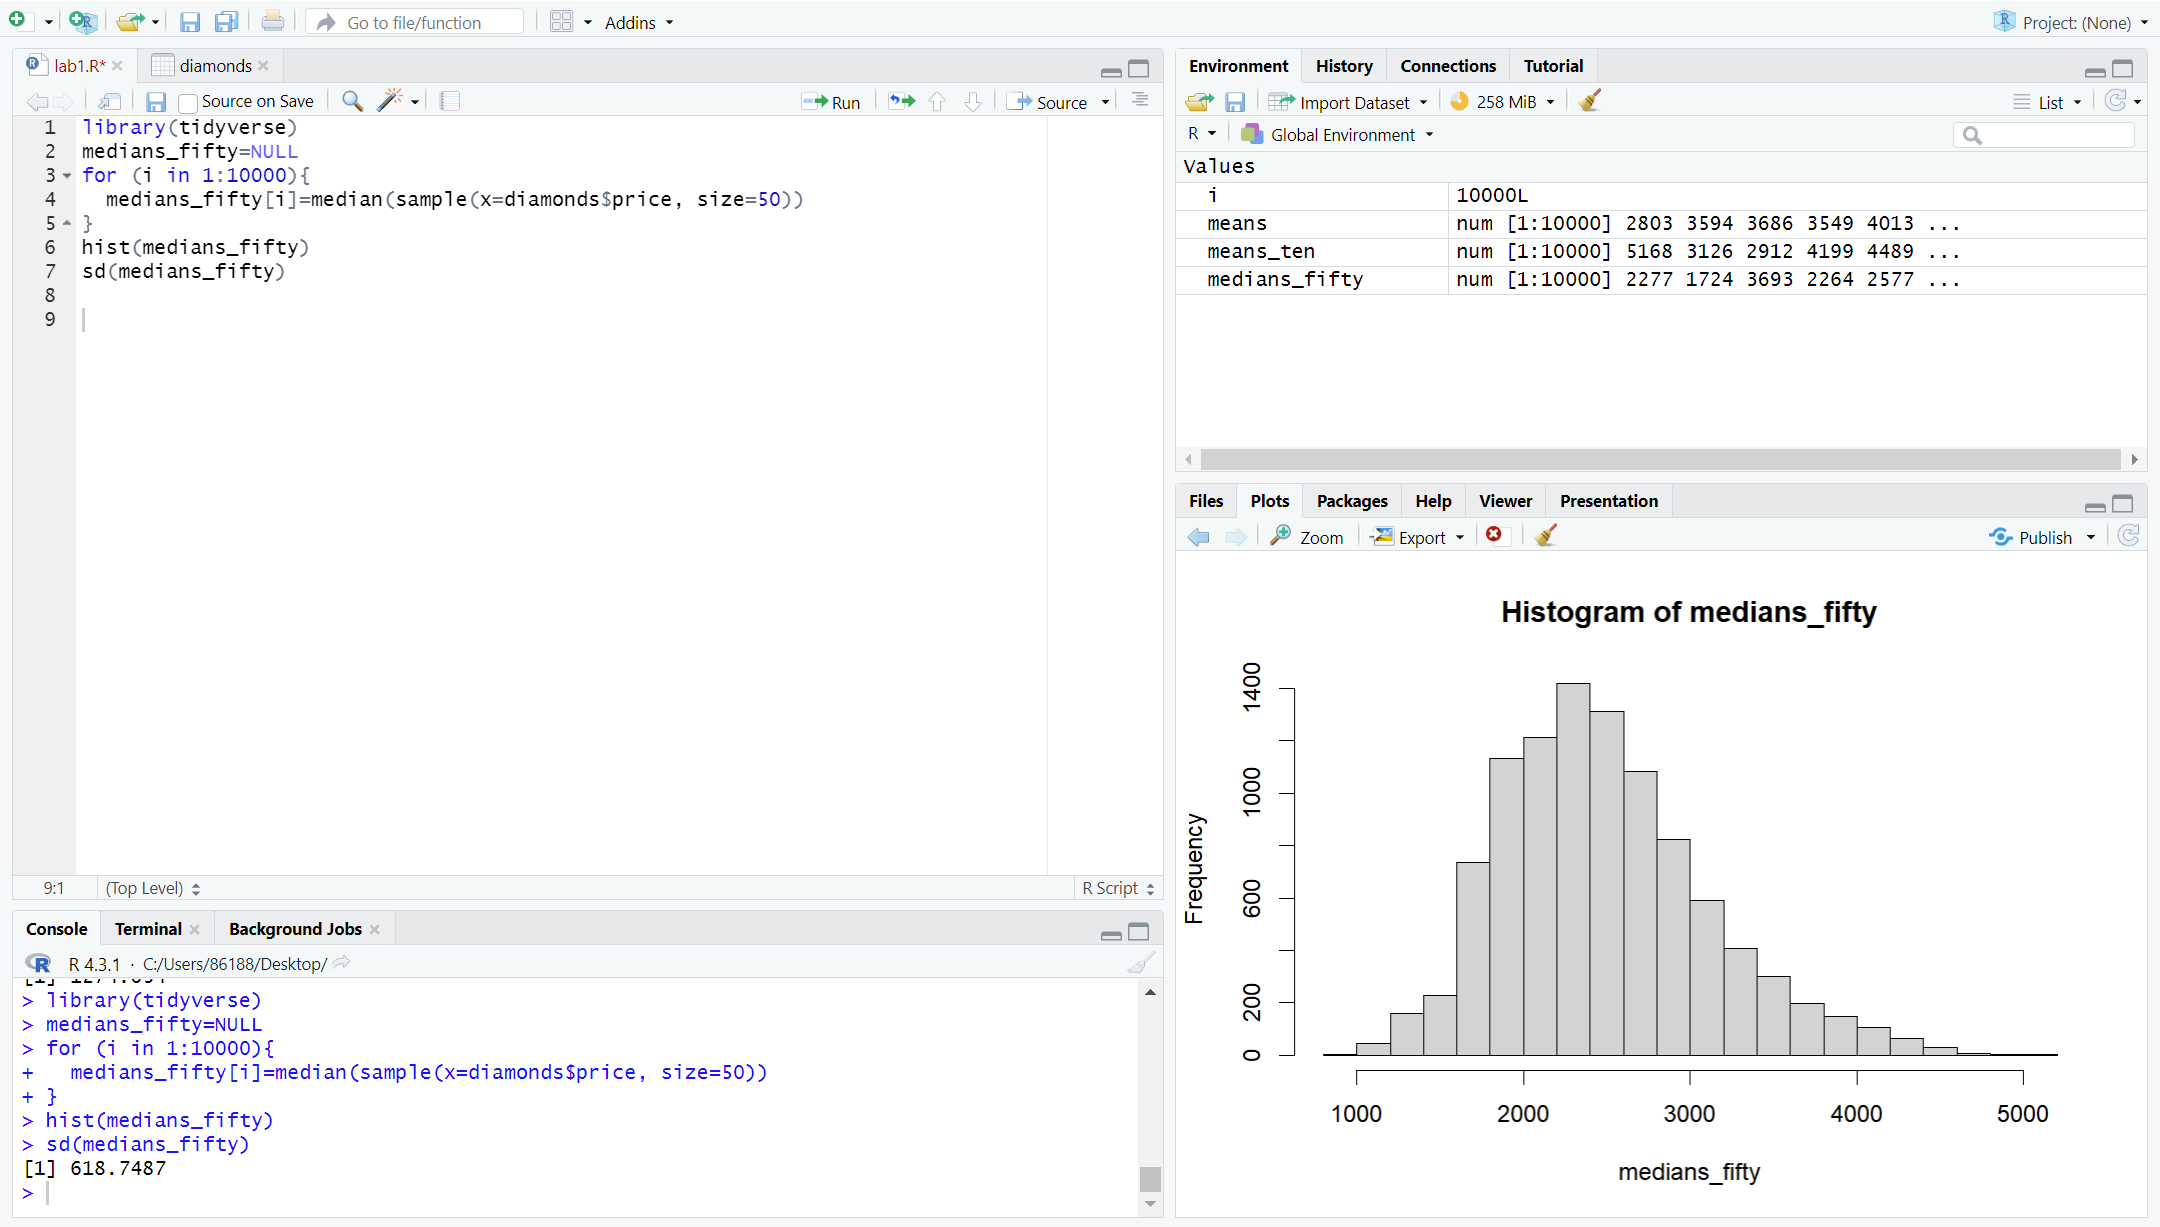 Go to file/function
Addins
Project: (None)
lab1.R*
diamonds
Source on Save
Run
Source
1 library(tidyverse)
2 medians_fifty=NULL
3 for (i in 1:10000){
4 medians_fifty[i]=median(sample(x=diamonds$price, size=50))
5 }
6 hist(medians_fifty)
7 sd(medians_fifty)
8
9
9:1
(Top Level)
R Script
Console
Terminal
Background Jobs
R 4.3.1 · C:/Users/86188/Desktop/
> library(tidyverse)
> medians_fifty=NULL
> for (i in 1:10000){
+ medians_fifty[i]=median(sample(x=diamonds$price, size=50))
+ }
> hist(medians_fifty)
> sd(medians_fifty)
[1] 618.7487
>
Environment
History
Connections
Tutorial
Import Dataset
258 MiB
List
R
Global Environment
Values
i 10000L
means num [1:10000] 2803 3594 3686 3549 4013 ...
means_ten num [1:10000] 5168 3126 2912 4199 4489 ...
medians_fifty num [1:10000] 2277 1724 3693 2264 2577 ...
Files
Plots
Packages
Help
Viewer
Presentation
Zoom
Export
Publish
Histogram of medians_fifty
Frequency
1400
1000
600
200
0
1000 2000 3000 4000 5000
medians_fifty